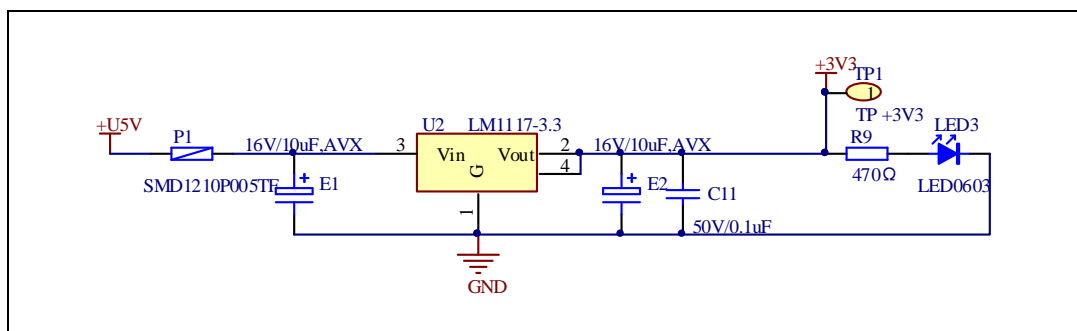 +3V3
TP1
1
TP +3V3
+U5V
P1
16V/10uF,AVX
U2
LM1117-3.3
16V/10uF,AVX
R9
LED3
3
Vin
Vout
2
4
G
SMD1210P005TF
E1
E2
C11
470Ω
LED0603
1
50V/0.1uF
GND